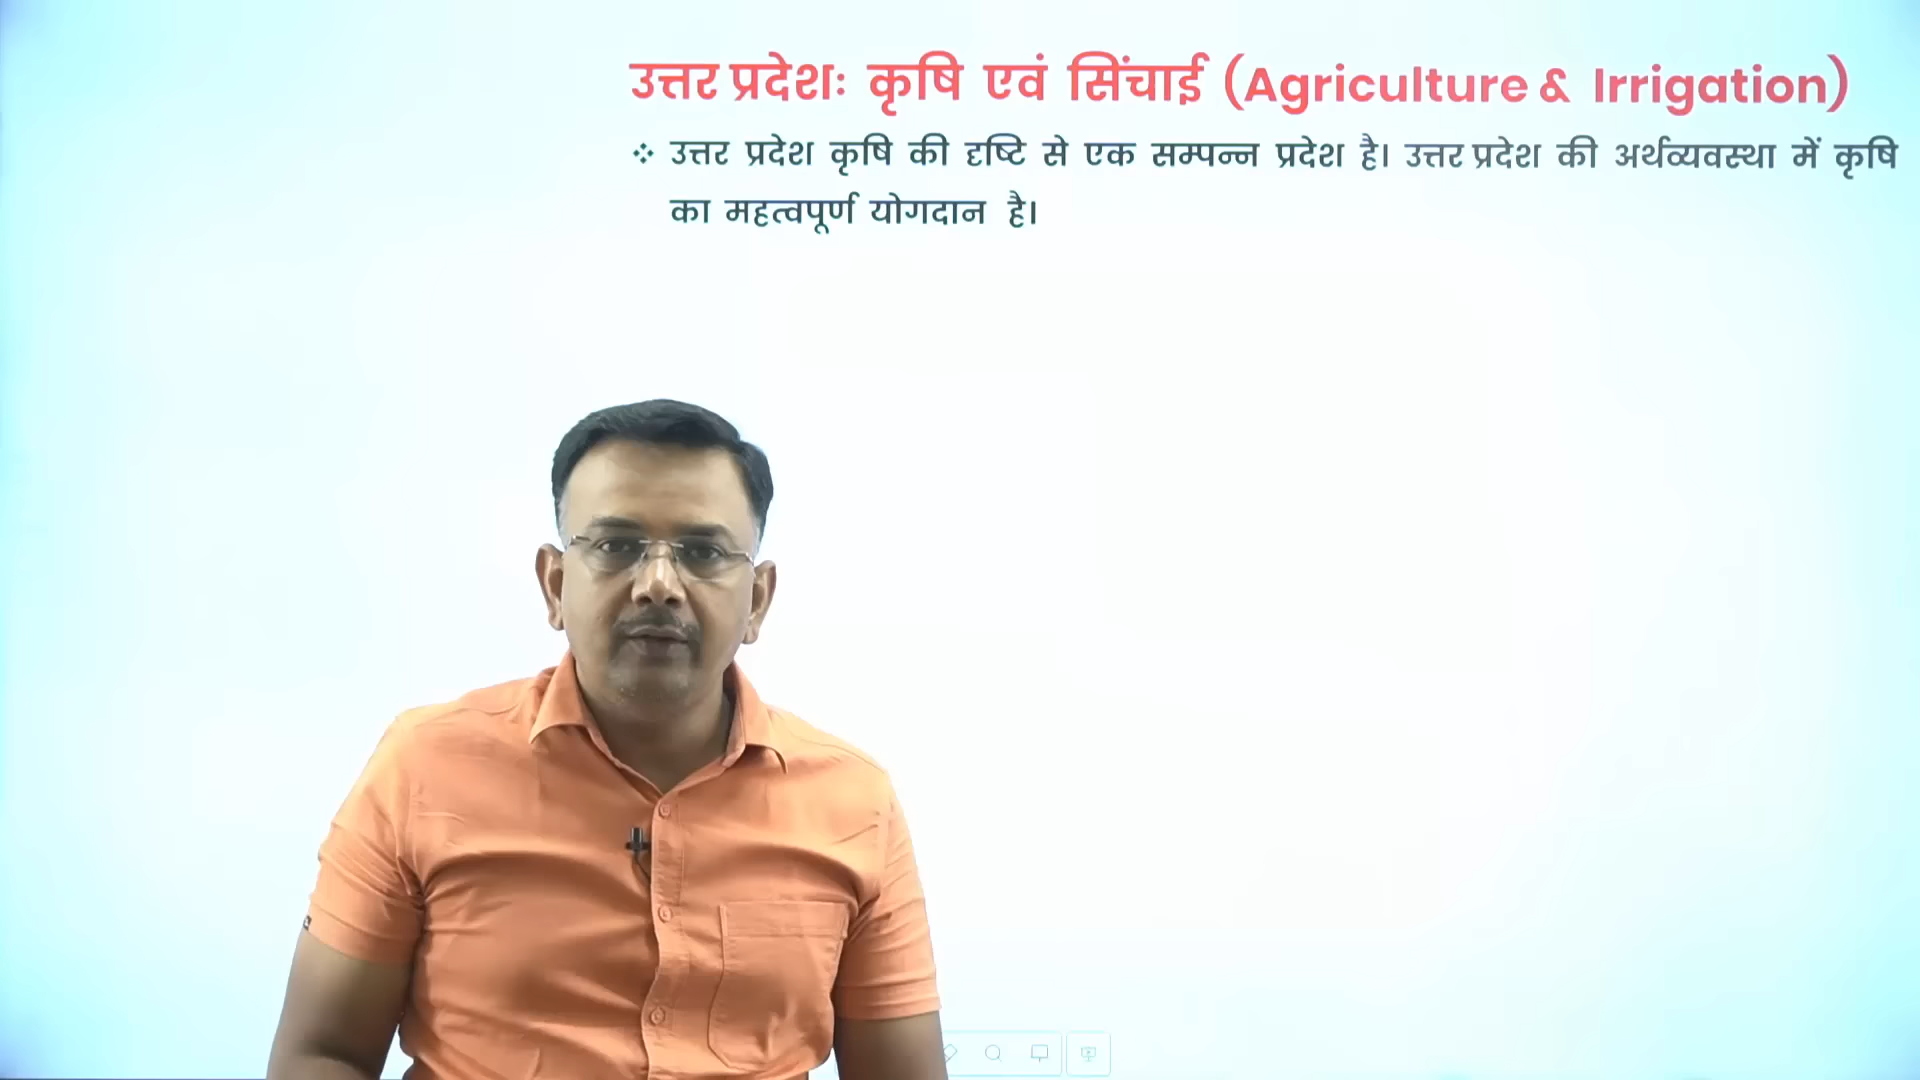 उत्तर प्रदेशः कृषि एवं सिंचाई (Agriculture & Irrigation)
❖ उत्तर प्रदेश कृषि की दृष्टि से एक सम्पन्न प्रदेश है। उत्तर प्रदेश की अर्थव्यवस्था में कृषि
का महत्वपूर्ण योगदान है।